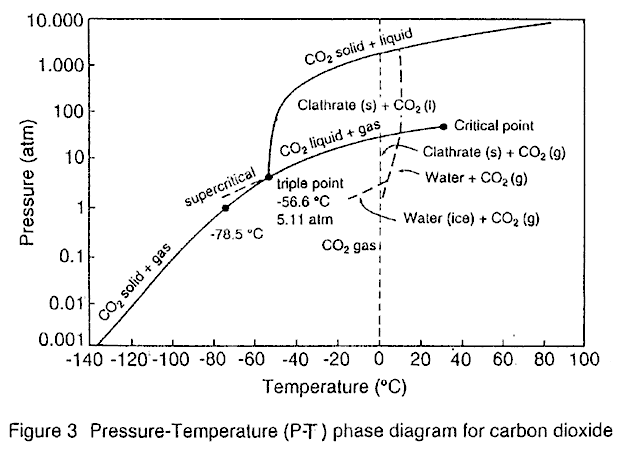 10.000
1.000
100
10
1
0.1
0.01
0.001
Pressure (atm)
CO2 solid + liquid
Clathrate (s) + CO2 (l)
CO2 liquid + gas
Critical point
Clathrate (s) + CO2 (g)
supercritical
triple point
-56.6 °C
5.11 atm
Water + CO2 (g)
Water (ice) + CO2 (g)
-78.5 °C
CO2 gas
CO2 solid + gas
-140 -120 -100 -80 -60 -40 -20 0 20 40 60 80 100
Temperature (°C)
Figure 3 Pressure-Temperature (P-T) phase diagram for carbon dioxide